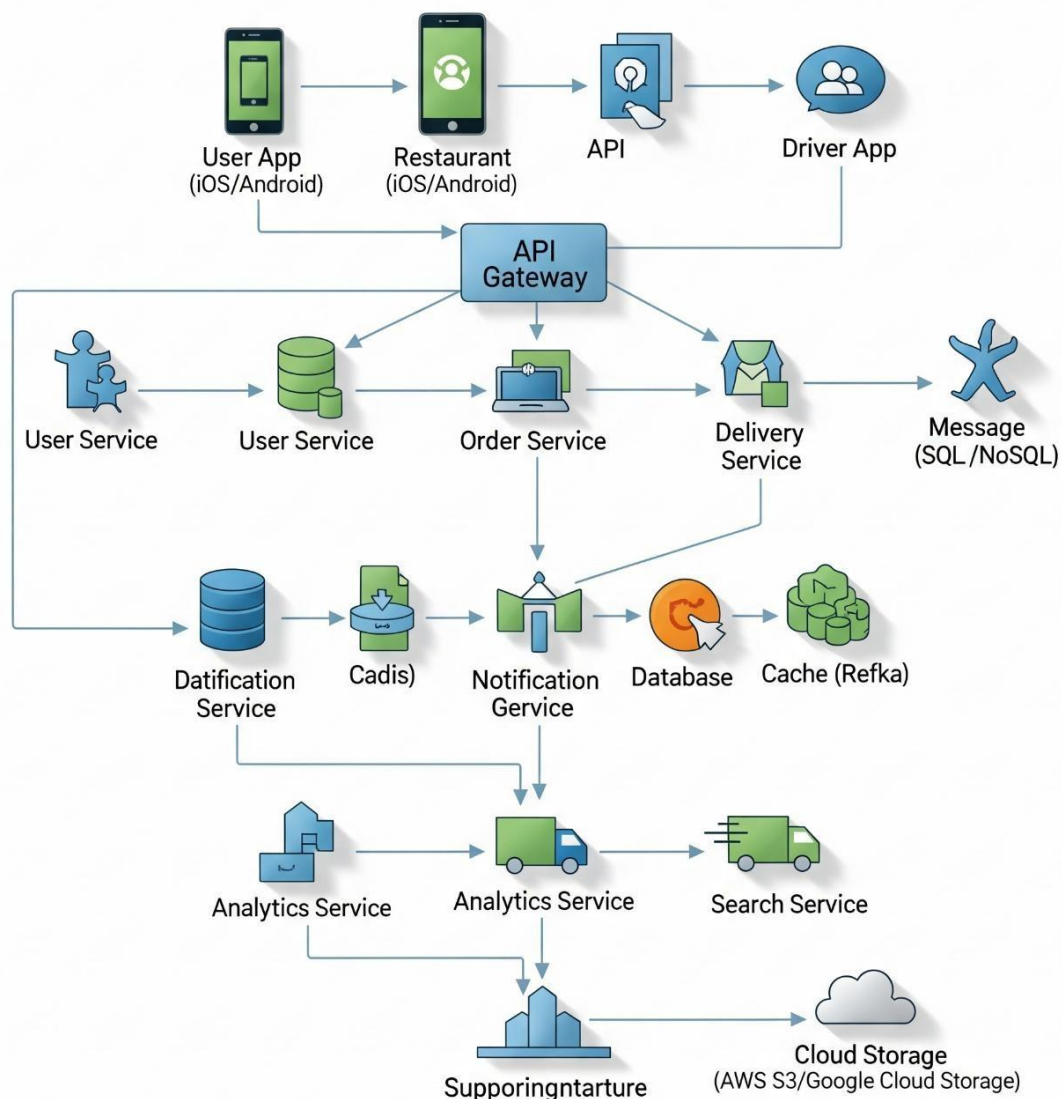 User App
(iOS/Android)
Restaurant
(iOS/Android)
API
Driver App
API
Gateway
User Service
User Service
Order Service
Delivery
Service
Message
(SQL/NoSQL)
Datification
Service
Cadis)
Notification
Gervice
Database
Cache (Refka)
Analytics Service
Analytics Service
Search Service
Supporingntarture
Cloud Storage
(AWS S3/Google Cloud Storage)